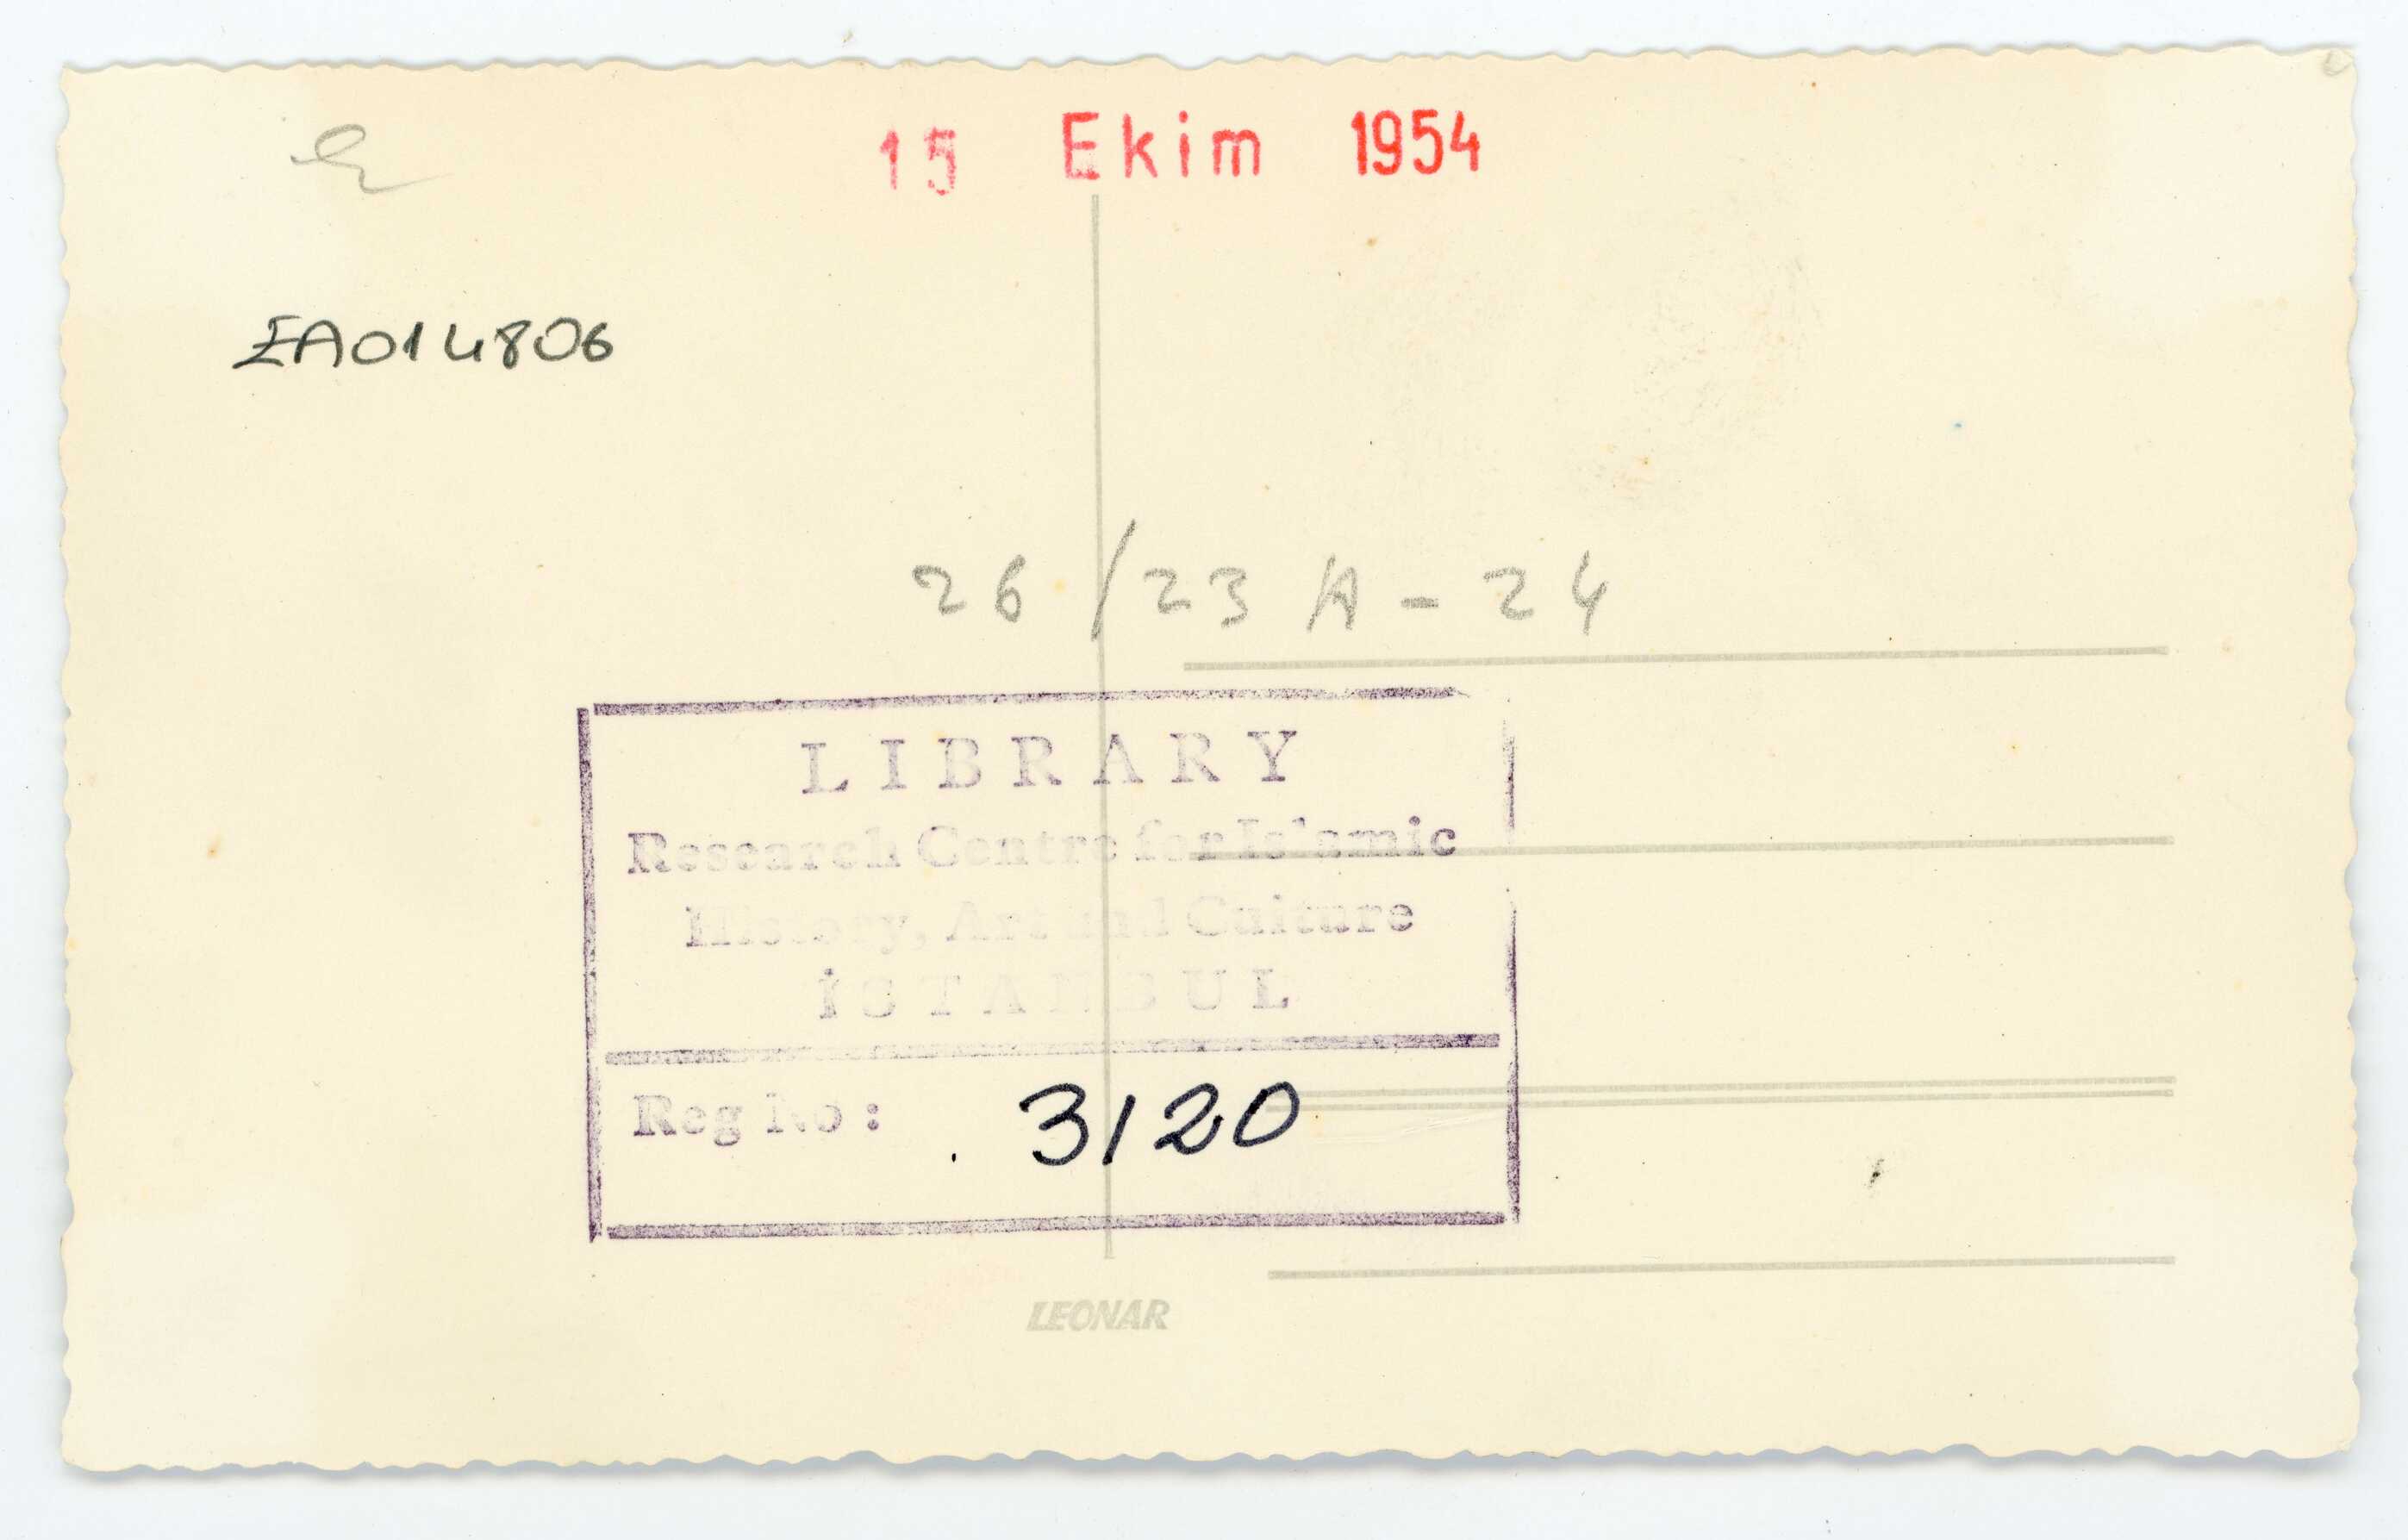 15 Ekim 1954
EA014806
26/23 A - 24
LIBRARY
Research Centre for Islamic
History, Art and Culture
İSTANBUL
Reg No: 3120
LEONAR